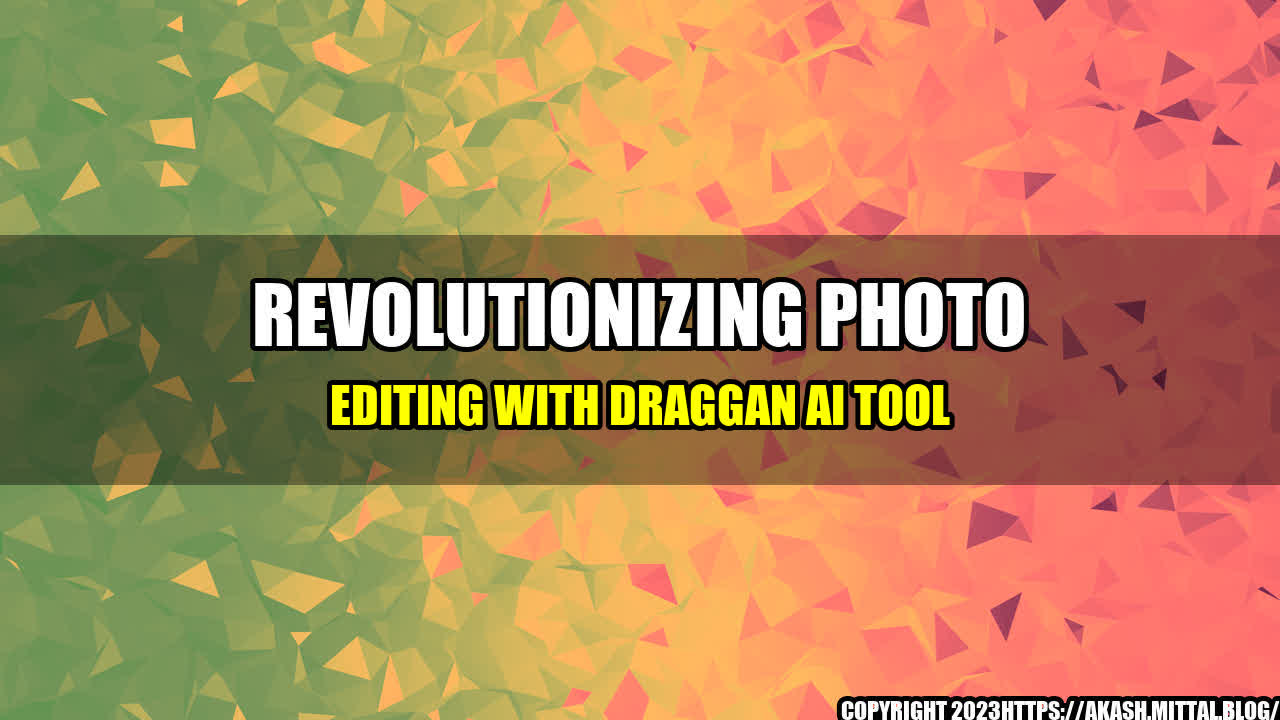 REVOLUTIONIZING PHOTO
EDITING WITH DRAGGAN AI TOOL
COPYRIGHT 2023HTTPS://AKASH.MITTAL.BLOG/